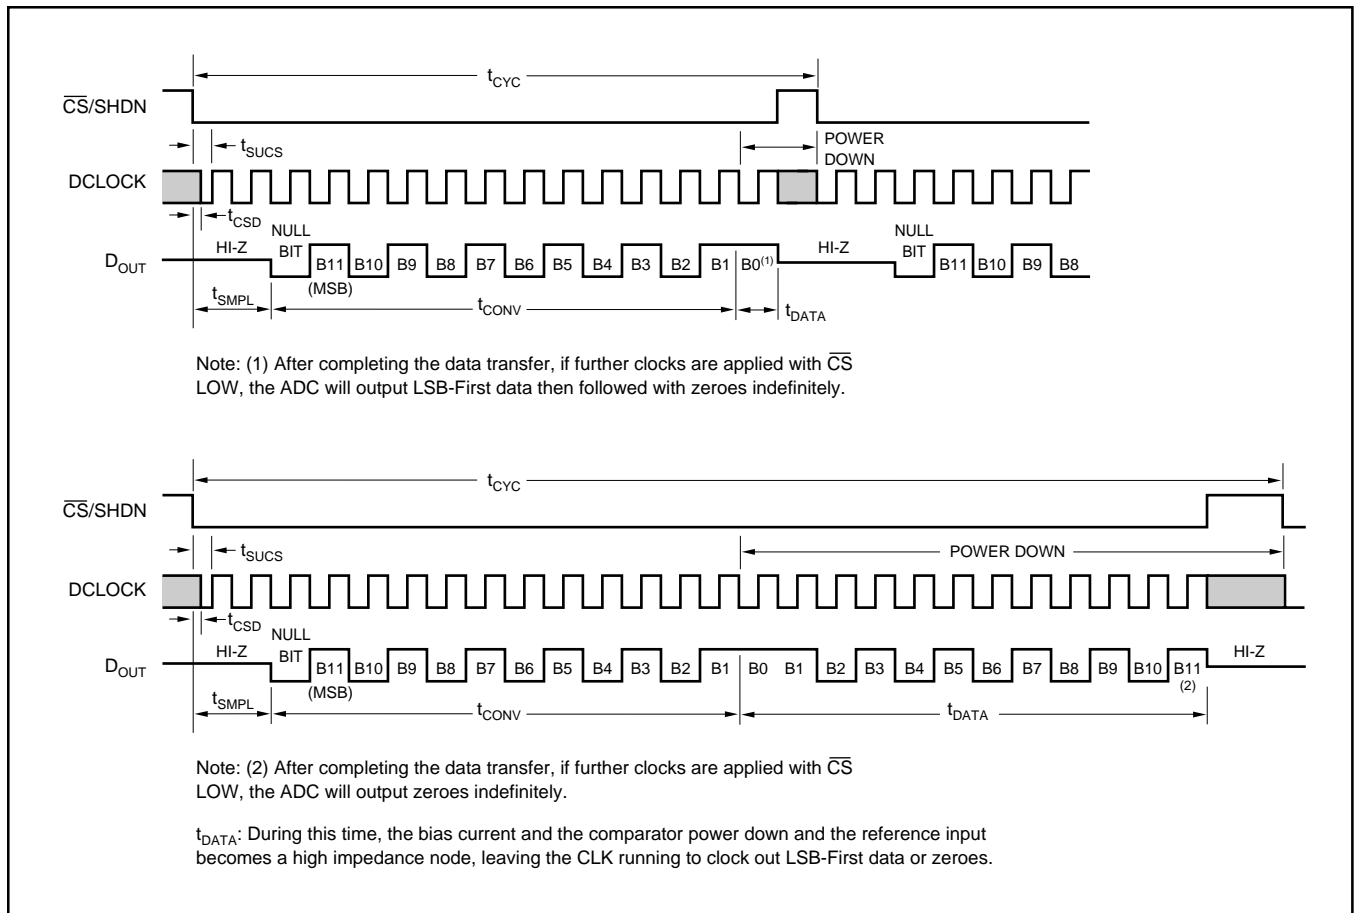 tCYC
CS/SHDN
POWER
DOWN
tSUCS
DCLOCK
tCSD
NULL
BIT
HI-Z
HI-Z
NULL
BIT
DOUT
B11 B10 B9 B8 B7 B6 B5 B4 B3 B2 B1 B0(1)
B11 B10 B9 B8
(MSB)
tSMPL
tCONV
tDATA
Note: (1) After completing the data transfer, if further clocks are applied with CS
LOW, the ADC will output LSB-First data then followed with zeroes indefinitely.
tCYC
CS/SHDN
tSUCS
POWER DOWN
DCLOCK
tCSD
NULL
BIT
HI-Z
HI-Z
DOUT
B11 B10 B9 B8 B7 B6 B5 B4 B3 B2 B1 B0 B1 B2 B3 B4 B5 B6 B7 B8 B9 B10 B11
(MSB)
(2)
tSMPL
tCONV
tDATA
Note: (2) After completing the data transfer, if further clocks are applied with CS
LOW, the ADC will output zeroes indefinitely.
tDATA: During this time, the bias current and the comparator power down and the reference input
becomes a high impedance node, leaving the CLK running to clock out LSB-First data or zeroes.